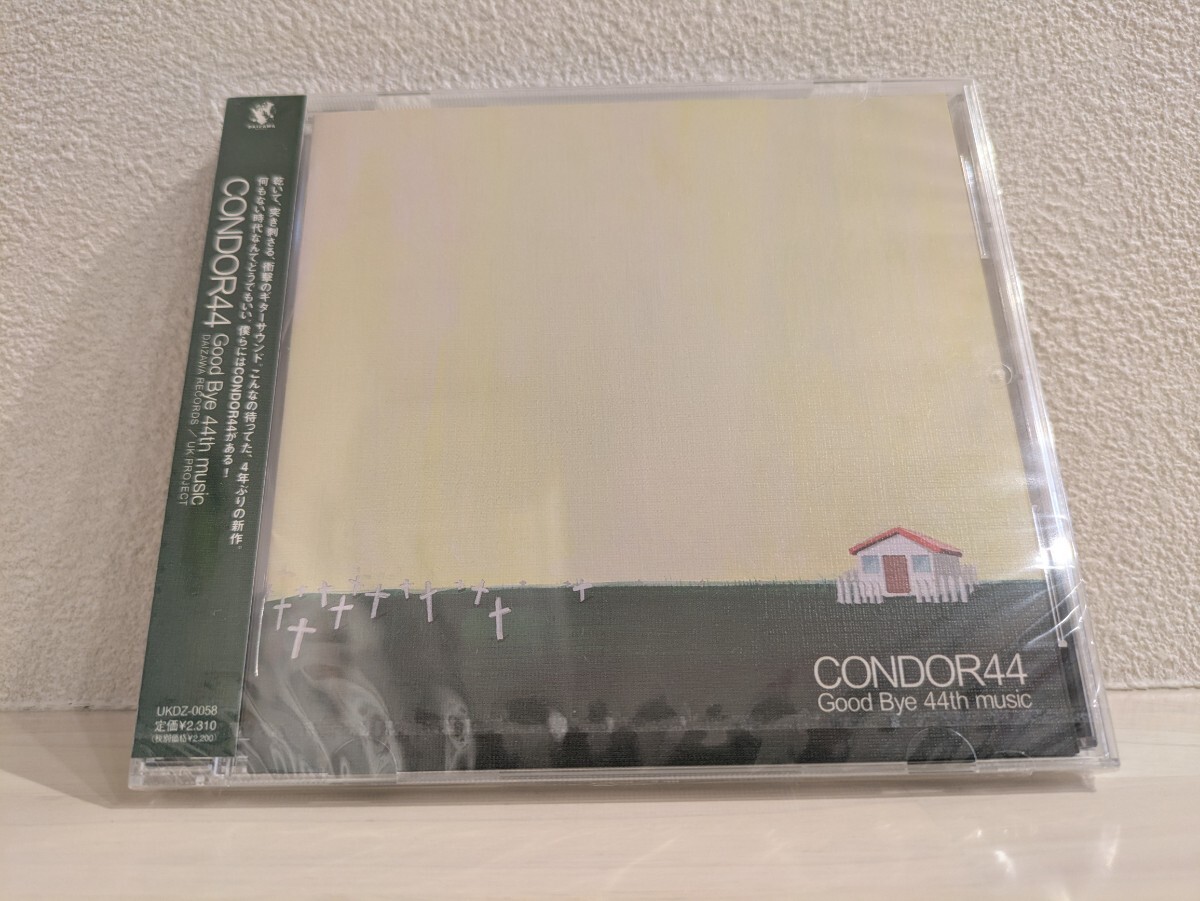 DAIZAWA
乾いて、突き刺さる、衝撃のギターサウンド。こんなの待ってた、4年ぶりの新作。
何もない時代なんてどうでもいい。僕らにはCONDOR44がある!
CONDOR44 Good Bye 44th music
DAIZAWA RECORDS / UK PROJECT
UKDZ-0058
定価¥2.310
(税別価格¥2,200)
CONDOR44
Good Bye 44th music